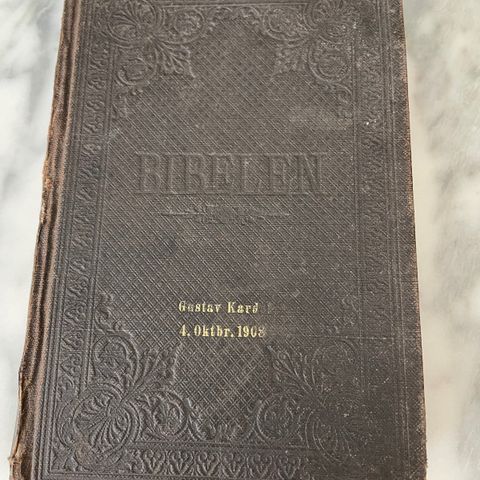 BIBELEN
Gustav Kard
4. Oktbr. 1908